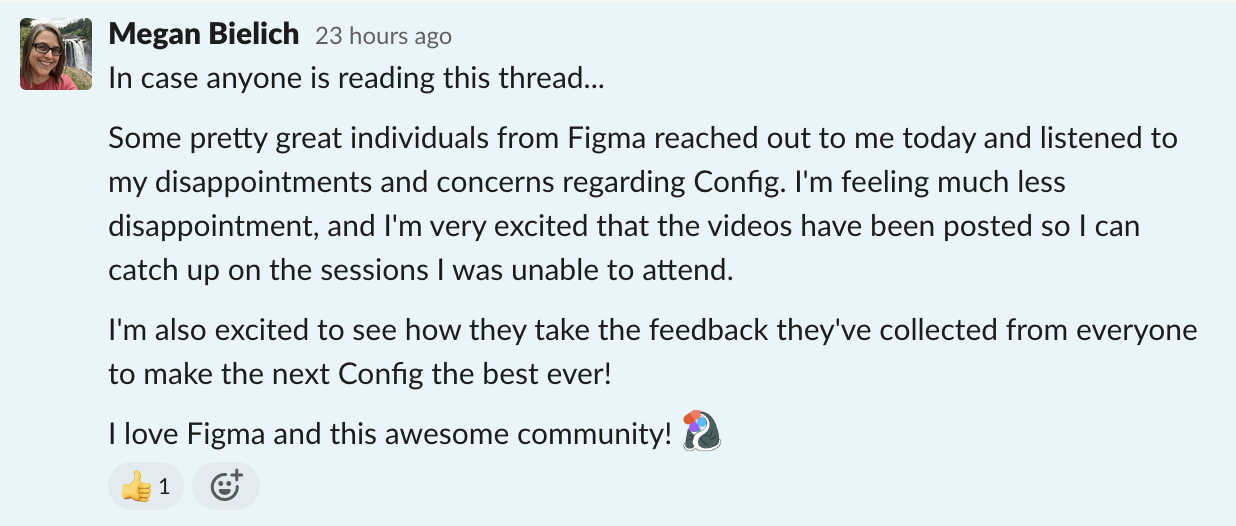 Megan Bielich 23 hours ago
In case anyone is reading this thread...
Some pretty great individuals from Figma reached out to me today and listened to
my disappointments and concerns regarding Config. I'm feeling much less
disappointment, and I'm very excited that the videos have been posted so I can
catch up on the sessions I was unable to attend.
I'm also excited to see how they take the feedback they've collected from everyone
to make the next Config the best ever!
I love Figma and this awesome community!
1